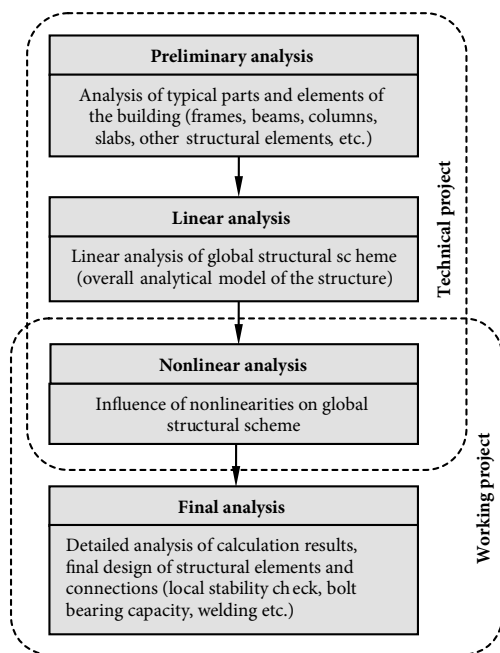 Preliminary analysis
Analysis of typical parts and elements of
the building (frames, beams, columns,
slabs, other structural elements, etc.)
Linear analysis
Linear analysis of global structural sc heme
(overall analytical model of the structure)
Technical project
Nonlinear analysis
Influence of nonlinearities on global
structural scheme
Final analysis
Detailed analysis of calculation results,
final design of structural elements and
connections (local stability check, bolt
bearing capacity, welding etc.)
Working project